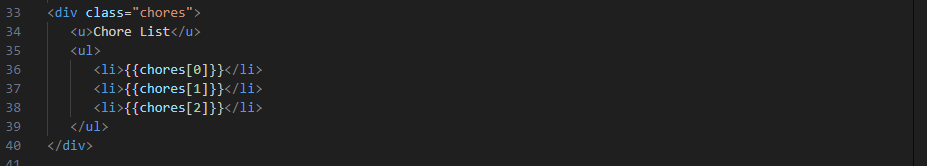 33 <div class="chores">
34 <u>Chore List</u>
35 <ul>
36 <li>{{chores[0]}}</li>
37 <li>{{chores[1]}}</li>
38 <li>{{chores[2]}}</li>
39 </ul>
40 </div>
41